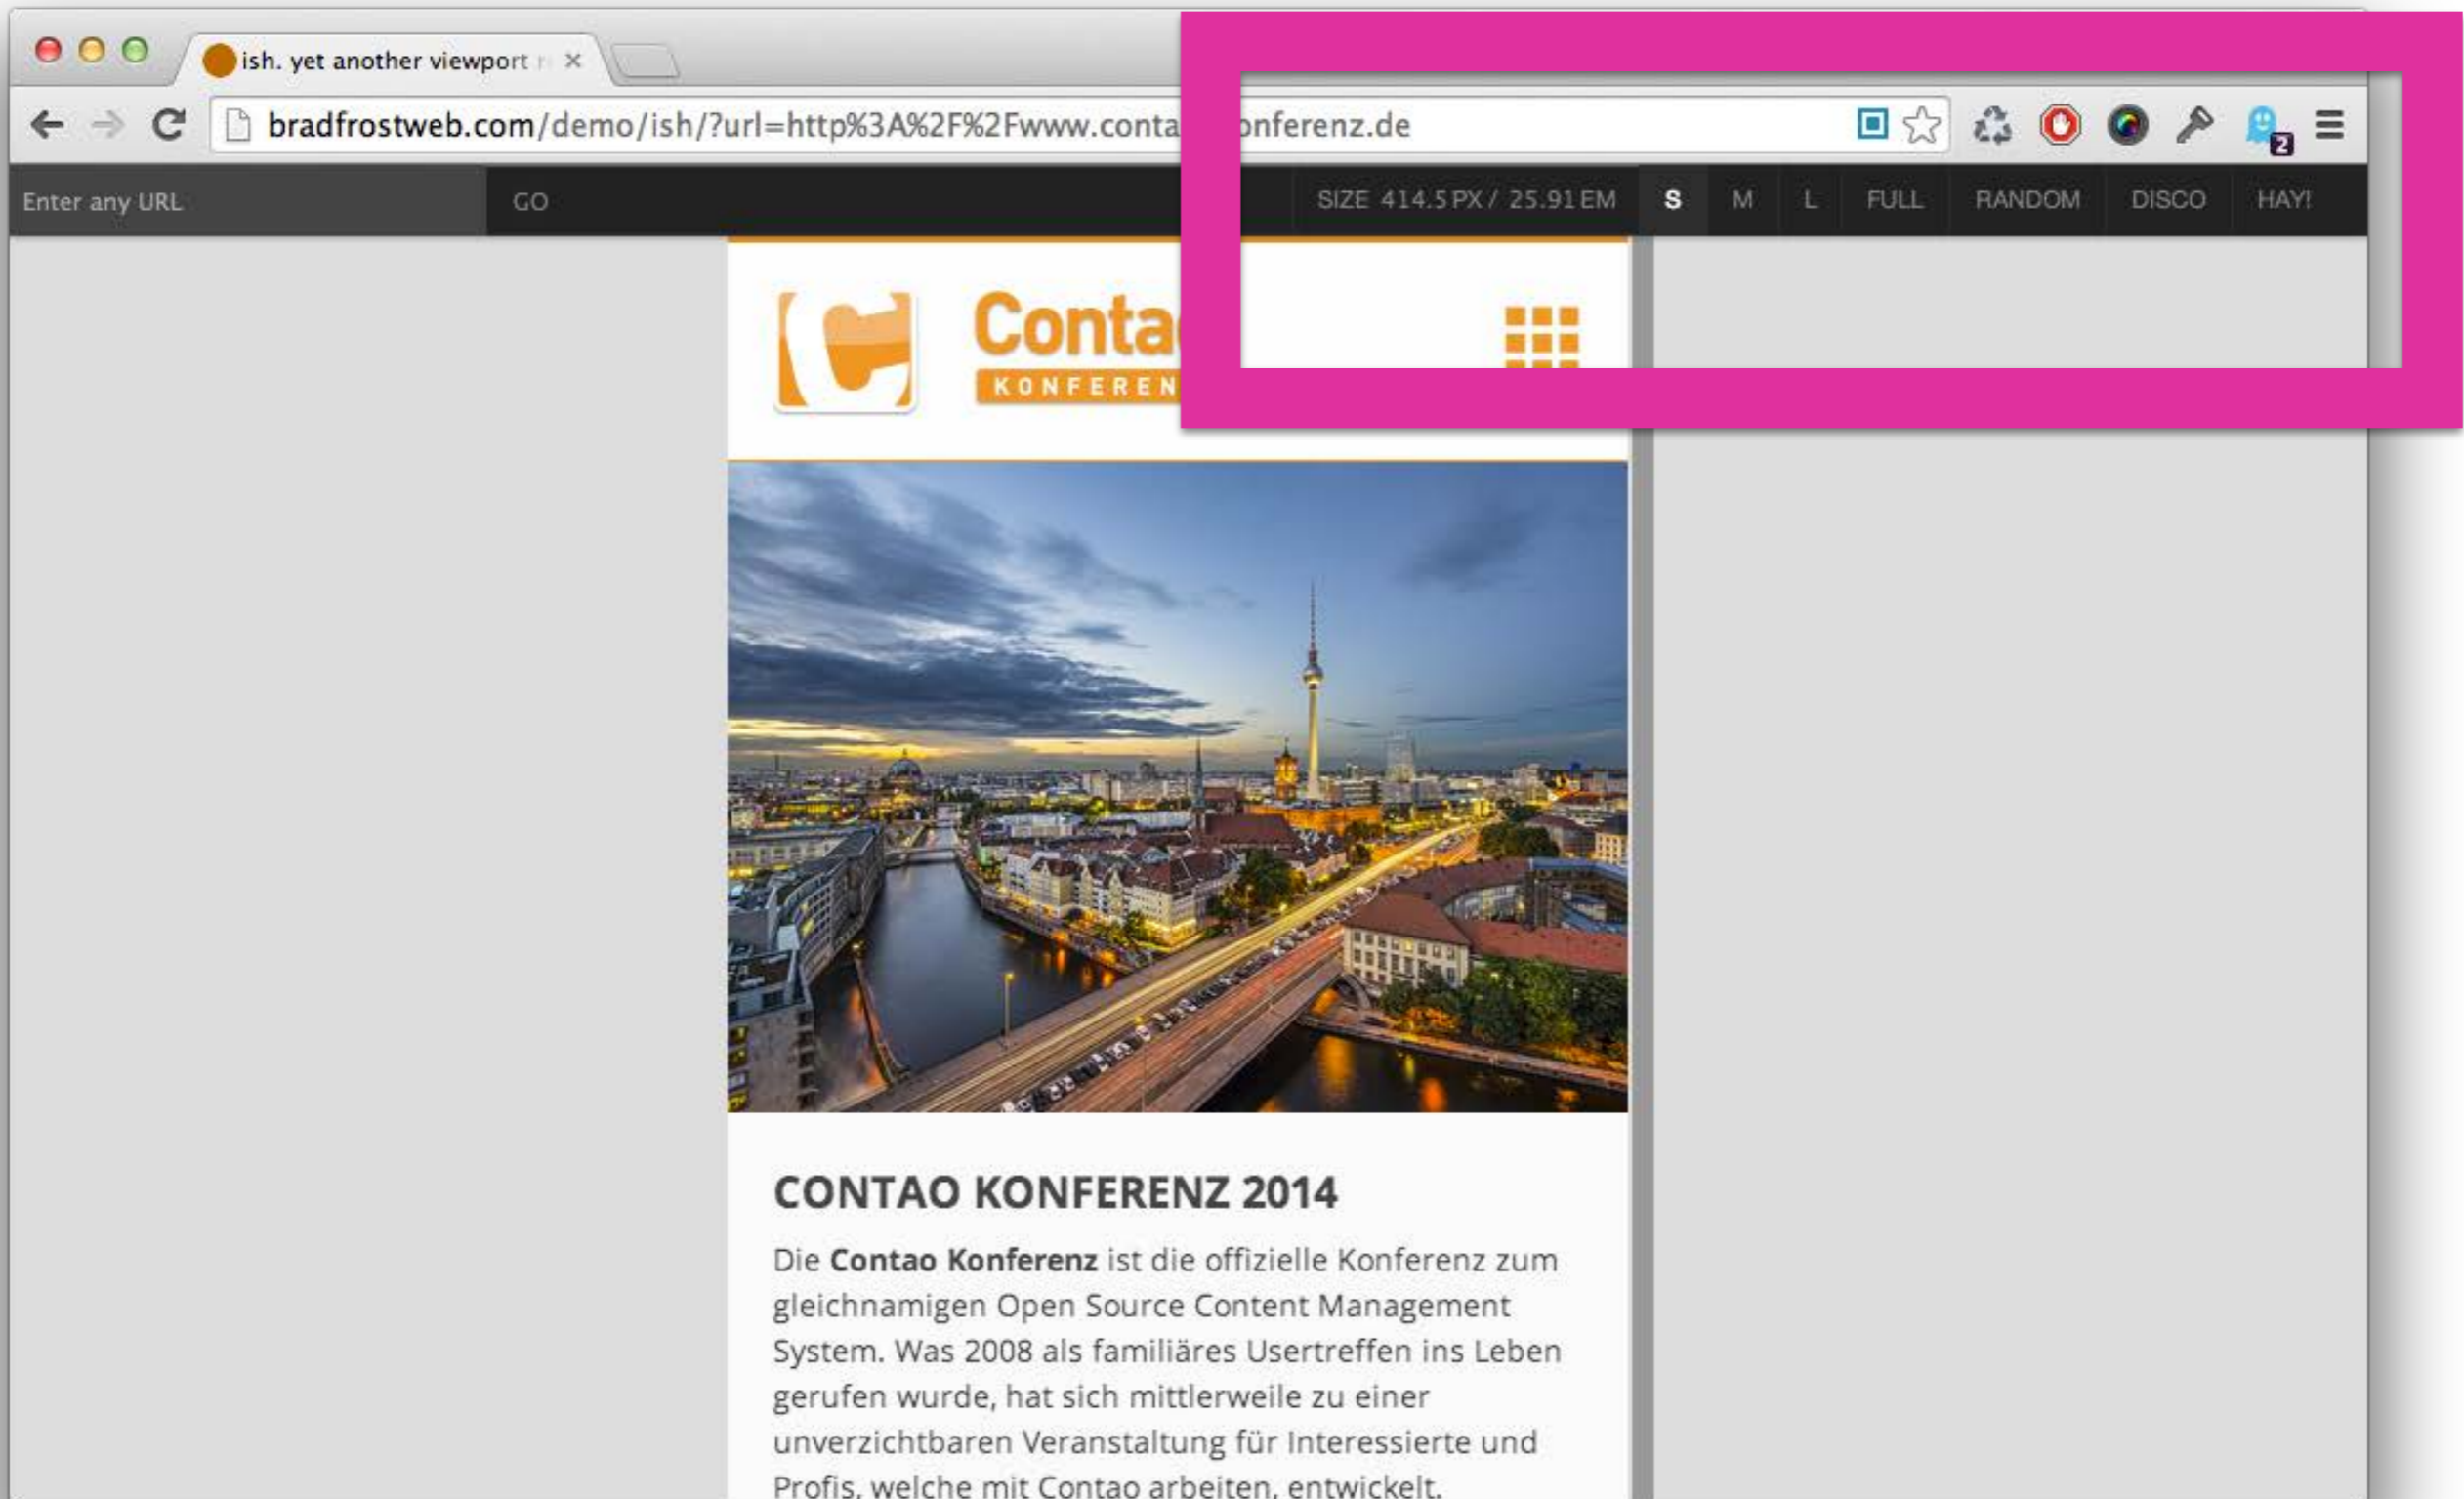 ish. yet another viewport
bradfrostweb.com/demo/ish/?url=http%3A%2F%2Fwww.conta onferenz.de
2
Enter any URL
GO
SIZE 414.5 PX / 25.91 EM
S
M
L
FULL
RANDOM
DISCO
HAY!
Conta
KONFEREN
CONTAO KONFERENZ 2014
Die Contao Konferenz ist die offizielle Konferenz zum
gleichnamigen Open Source Content Management
System. Was 2008 als familiäres Usertreffen ins Leben
gerufen wurde, hat sich mittlerweile zu einer
unverzichtbaren Veranstaltung für Interessierte und
Profis, welche mit Contao arbeiten, entwickelt.